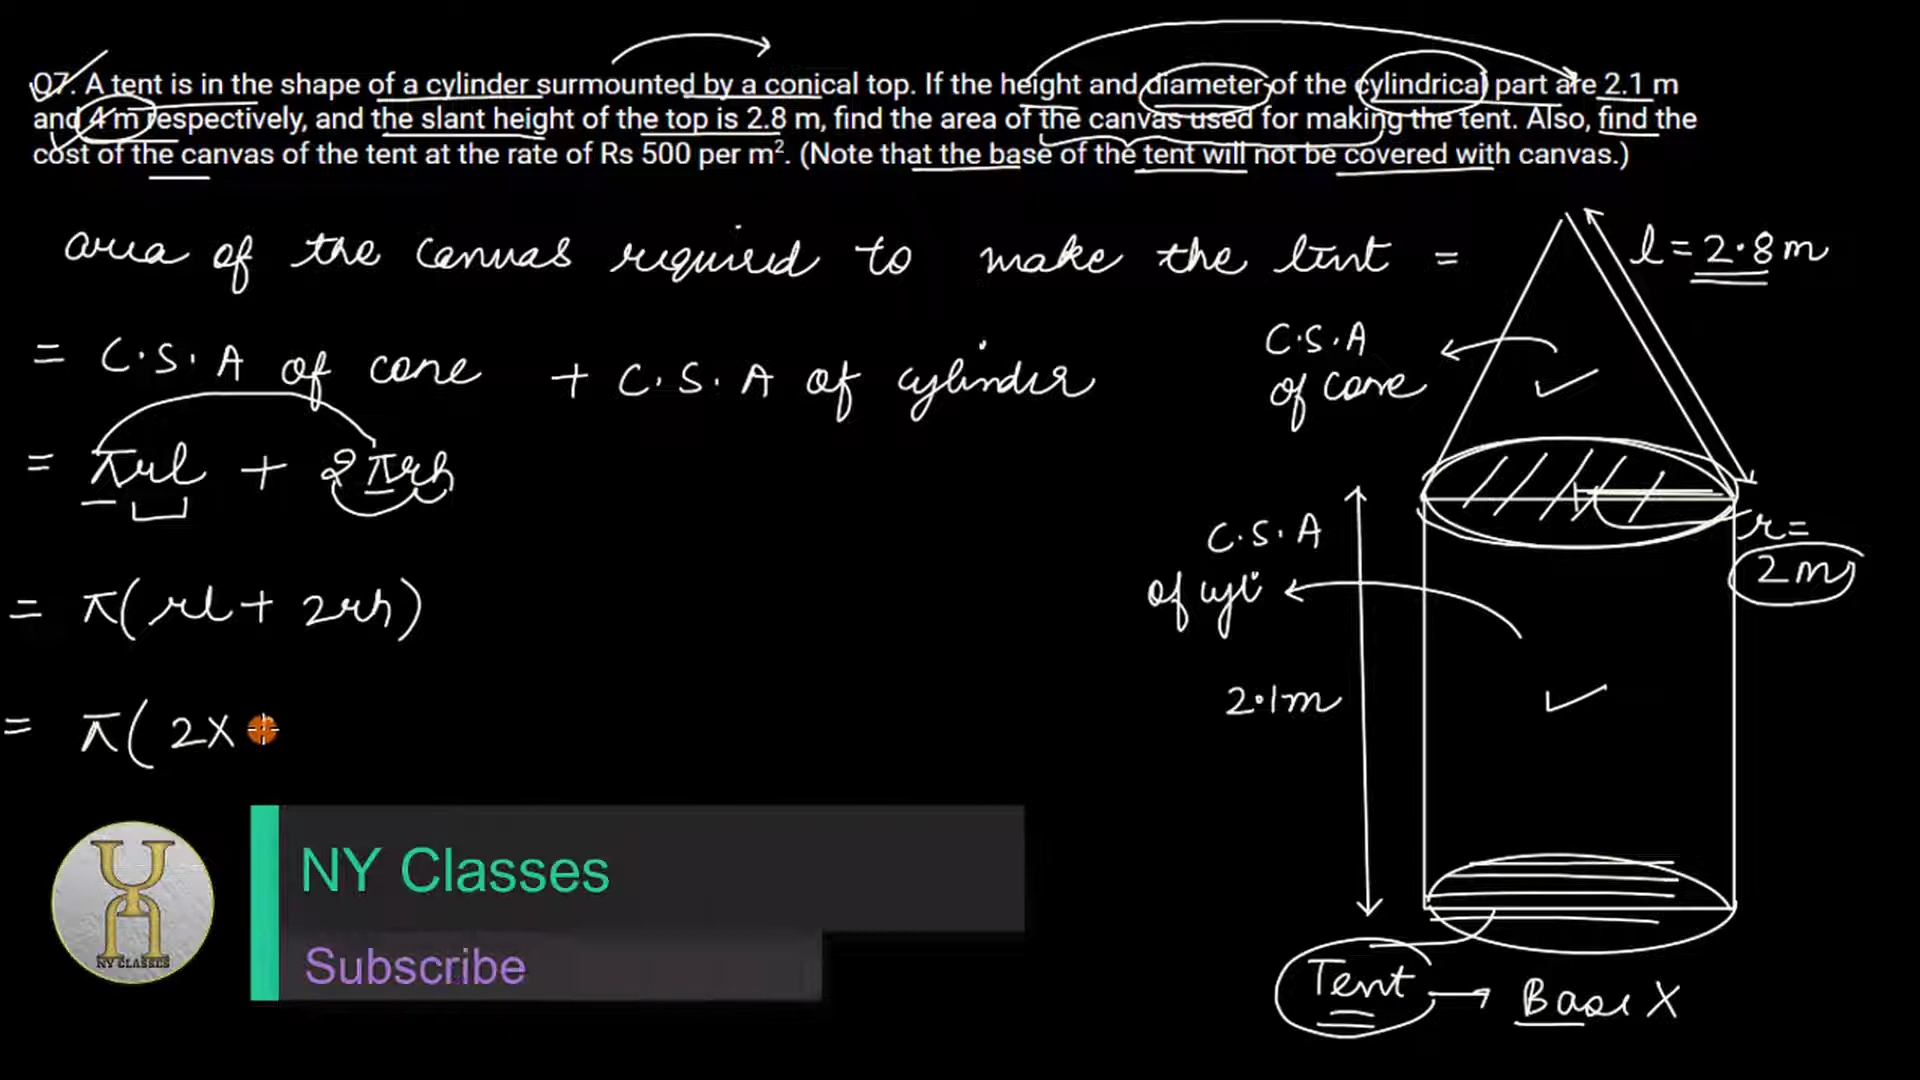 Q7. A tent is in the shape of a cylinder surmounted by a conical top. If the height and diameter of the cylindrical part are 2.1 m
and 4 m respectively, and the slant height of the top is 2.8 m, find the area of the canvas used for making the tent. Also, find the
cost of the canvas of the tent at the rate of Rs 500 per m². (Note that the base of the tent will not be covered with canvas.)
area of the canvas required to make the tent =
l = 2.8 m
= C.S.A of cone + C.S.A of cylinder
C.S.A
of cone
= πrl + 2πrh
C.S.A
of cyli
r =
2m
= π(rl + 2rh)
2.1m
= π( 2x
NY Classes
Subscribe
NY CLASSES
Tent → Base X